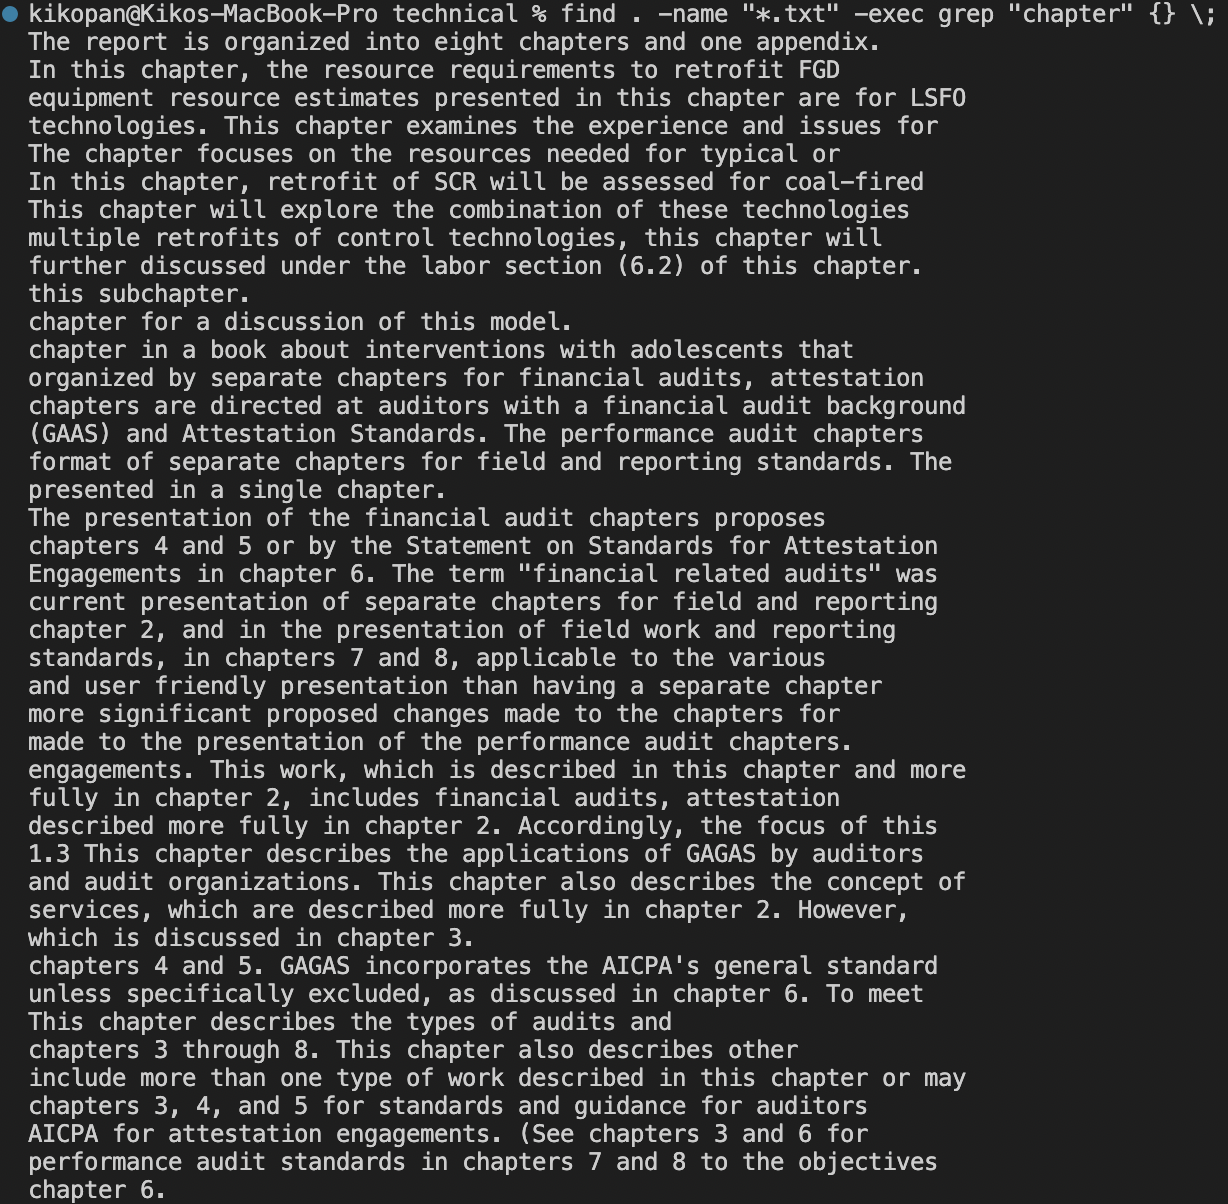 kikopan@Kikos-MacBook-Pro technical % find . -name "*.txt" -exec grep "chapter" {} \;
The report is organized into eight chapters and one appendix.
In this chapter, the resource requirements to retrofit FGD
equipment resource estimates presented in this chapter are for LSFO
technologies. This chapter examines the experience and issues for
The chapter focuses on the resources needed for typical or
In this chapter, retrofit of SCR will be assessed for coal-fired
This chapter will explore the combination of these technologies
multiple retrofits of control technologies, this chapter will
further discussed under the labor section (6.2) of this chapter.
this subchapter.
chapter for a discussion of this model.
chapter in a book about interventions with adolescents that
organized by separate chapters for financial audits, attestation
chapters are directed at auditors with a financial audit background
(GAAS) and Attestation Standards. The performance audit chapters
format of separate chapters for field and reporting standards. The
presented in a single chapter.
The presentation of the financial audit chapters proposes
chapters 4 and 5 or by the Statement on Standards for Attestation
Engagements in chapter 6. The term "financial related audits" was
current presentation of separate chapters for field and reporting
chapter 2, and in the presentation of field work and reporting
standards, in chapters 7 and 8, applicable to the various
and user friendly presentation than having a separate chapter
more significant proposed changes made to the chapters for
made to the presentation of the performance audit chapters.
engagements. This work, which is described in this chapter and more
fully in chapter 2, includes financial audits, attestation
described more fully in chapter 2. Accordingly, the focus of this
1.3 This chapter describes the applications of GAGAS by auditors
and audit organizations. This chapter also describes the concept of
services, which are described more fully in chapter 2. However,
which is discussed in chapter 3.
chapters 4 and 5. GAGAS incorporates the AICPA's general standard
unless specifically excluded, as discussed in chapter 6. To meet
This chapter describes the types of audits and
chapters 3 through 8. This chapter also describes other
include more than one type of work described in this chapter or may
chapters 3, 4, and 5 for standards and guidance for auditors
AICPA for attestation engagements. (See chapters 3 and 6 for
performance audit standards in chapters 7 and 8 to the objectives
chapter 6.